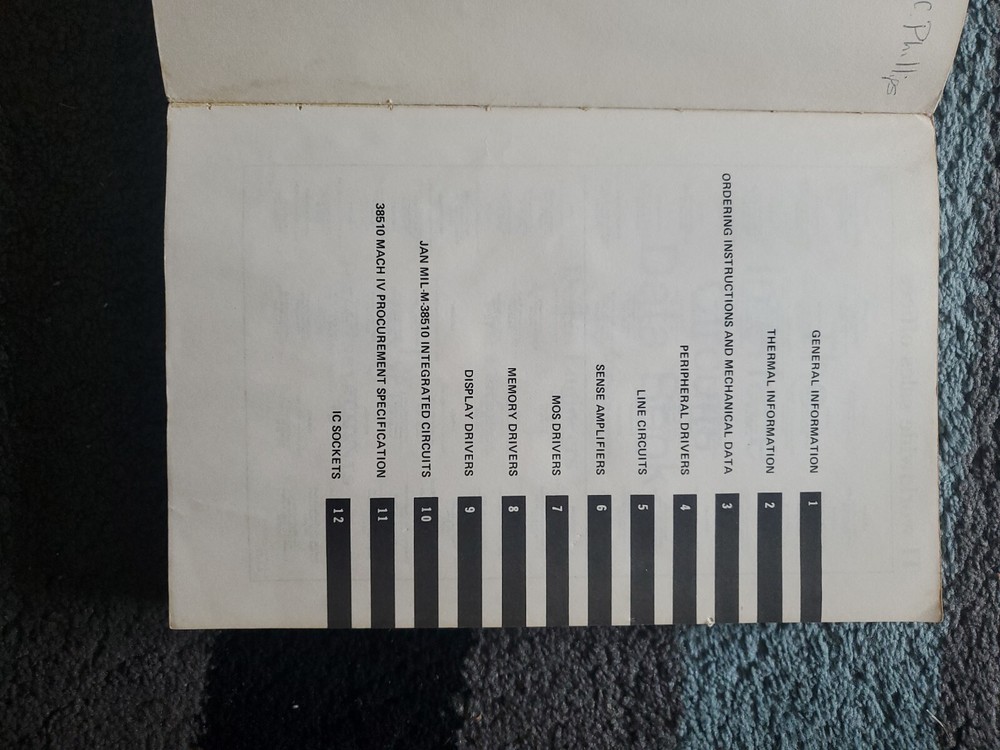 C Phillips
GENERAL INFORMATION 1
THERMAL INFORMATION 2
ORDERING INSTRUCTIONS AND MECHANICAL DATA 3
PERIPHERAL DRIVERS 4
LINE CIRCUITS 5
SENSE AMPLIFIERS 6
MOS DRIVERS 7
MEMORY DRIVERS 8
DISPLAY DRIVERS 9
JAN MIL-M-38510 INTEGRATED CIRCUITS 10
38510 MACH IV PROCUREMENT SPECIFICATION 11
IC SOCKETS 12